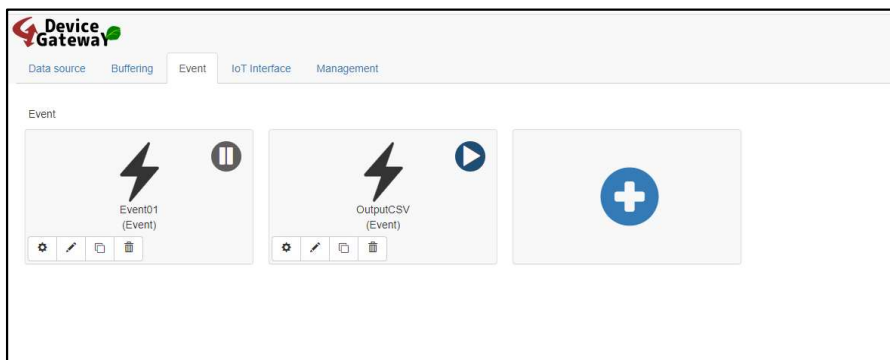 Device
Gateway
Data source
Buffering
Event
IoT Interface
Management
Event
Event01
(Event)
OutputCSV
(Event)